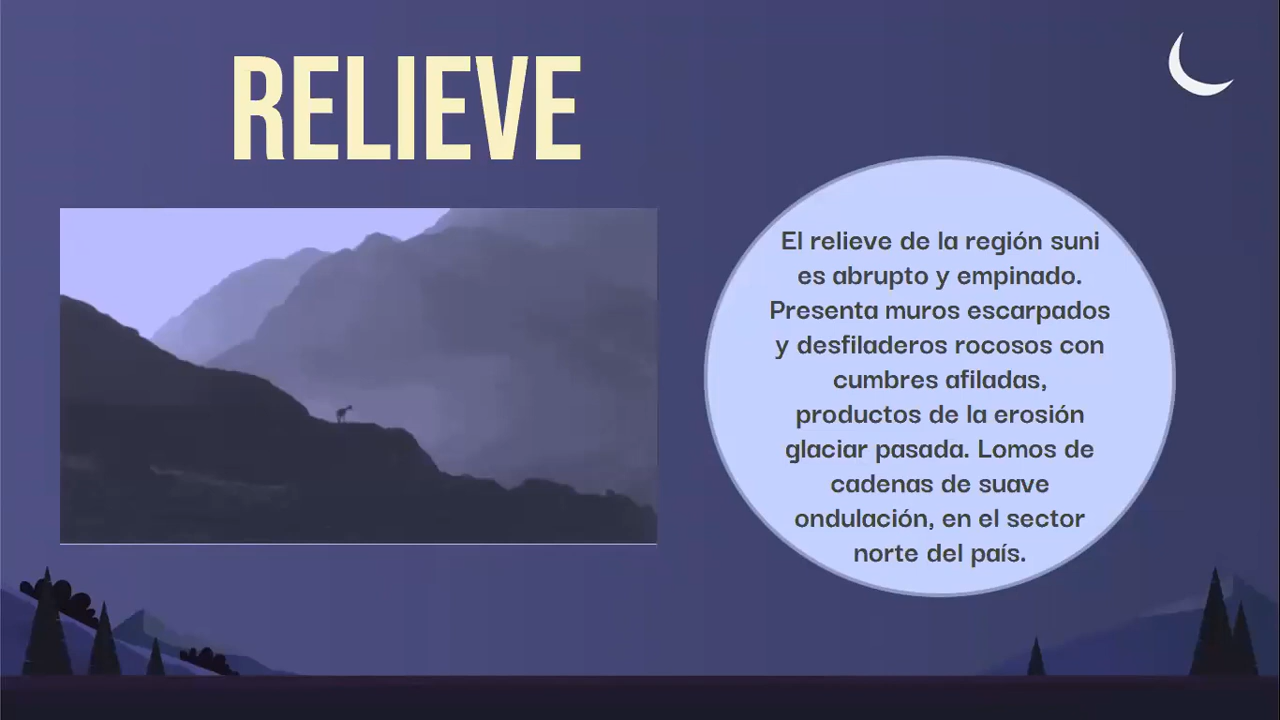 RELIEVE
El relieve de la región suni
es abrupto y empinado.
Presenta muros escarpados
y desfiladeros rocosos con
cumbres afiladas,
productos de la erosión
glaciar pasada. Lomos de
cadenas de suave
ondulación, en el sector
norte del país.